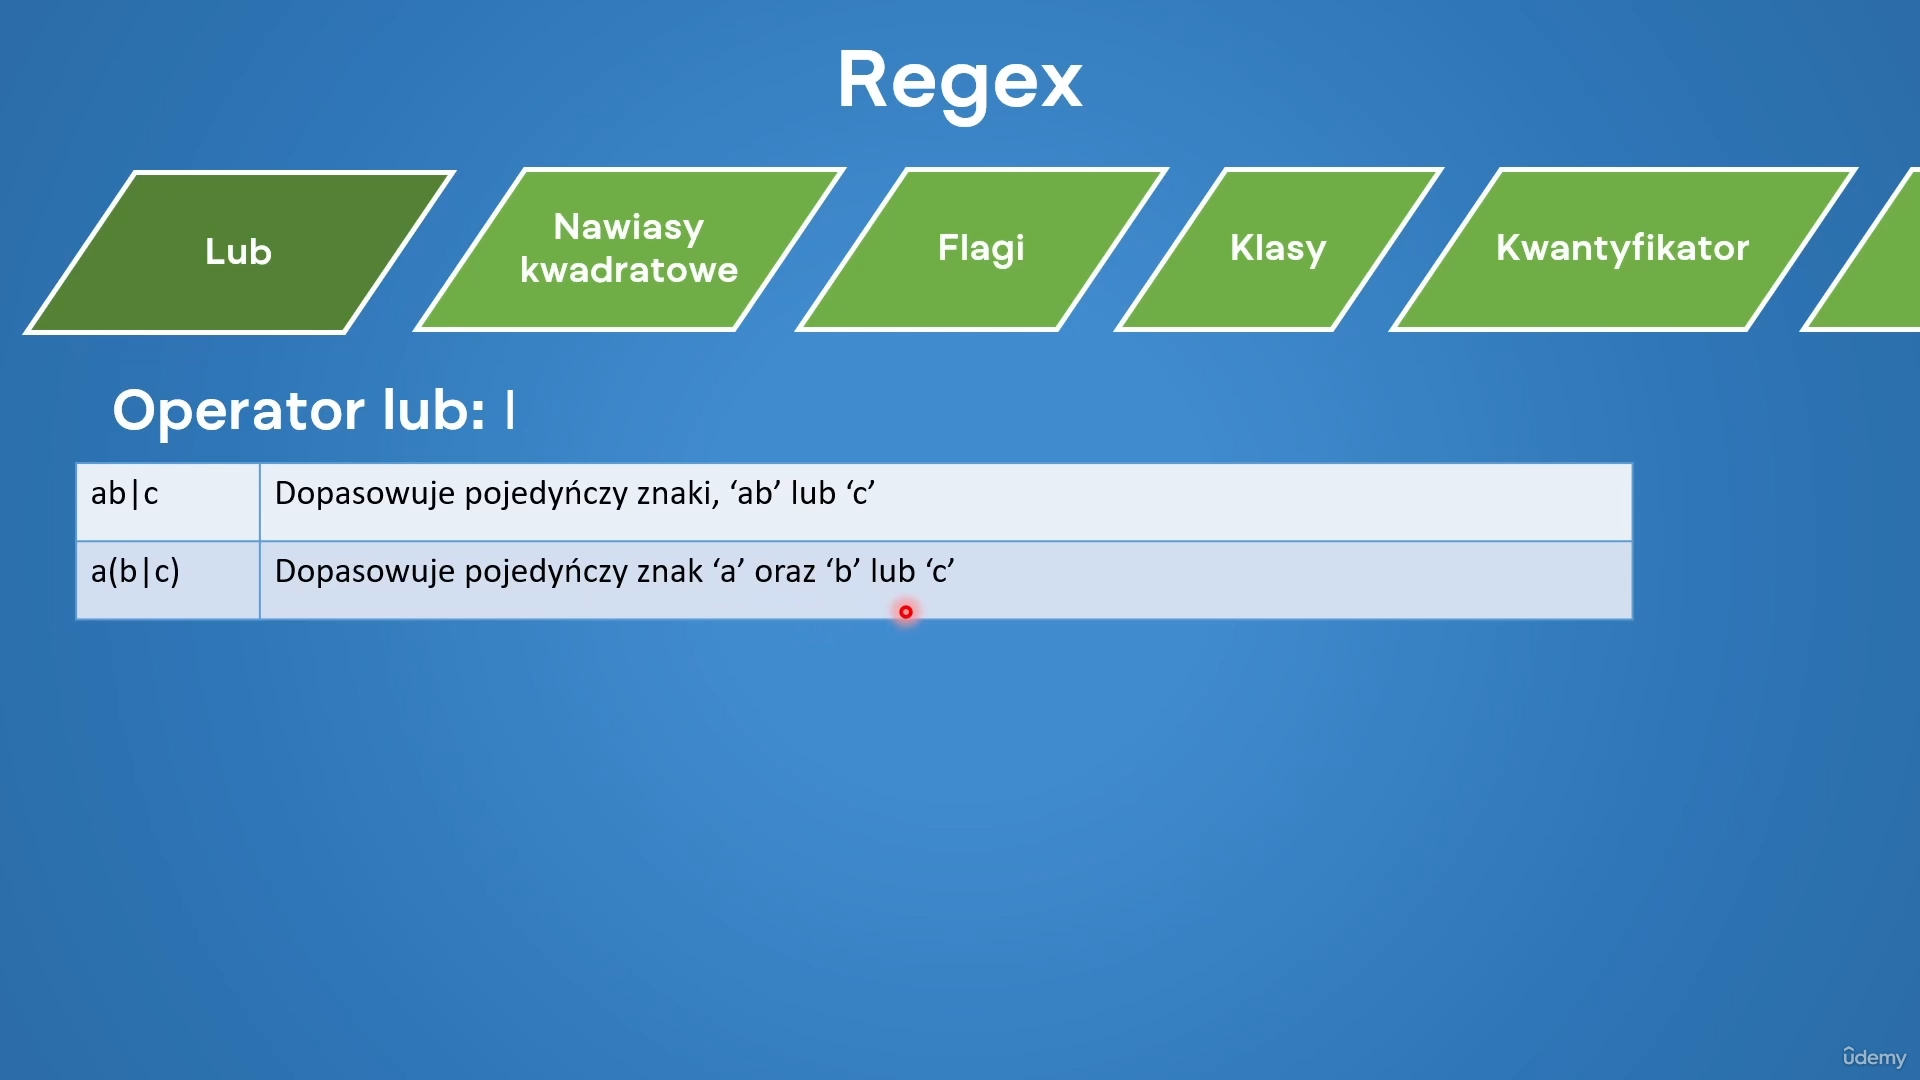 Regex
Lub
Nawiasy
kwadratowe
Flagi
Klasy
Kwantyfikator
Operator lub: |
ab|c
Dopasowuje pojedyńczy znaki, ‘ab’ lub ‘c’
a(b|c)
Dopasowuje pojedyńczy znak ‘a’ oraz ‘b’ lub ‘c’
ûdemy